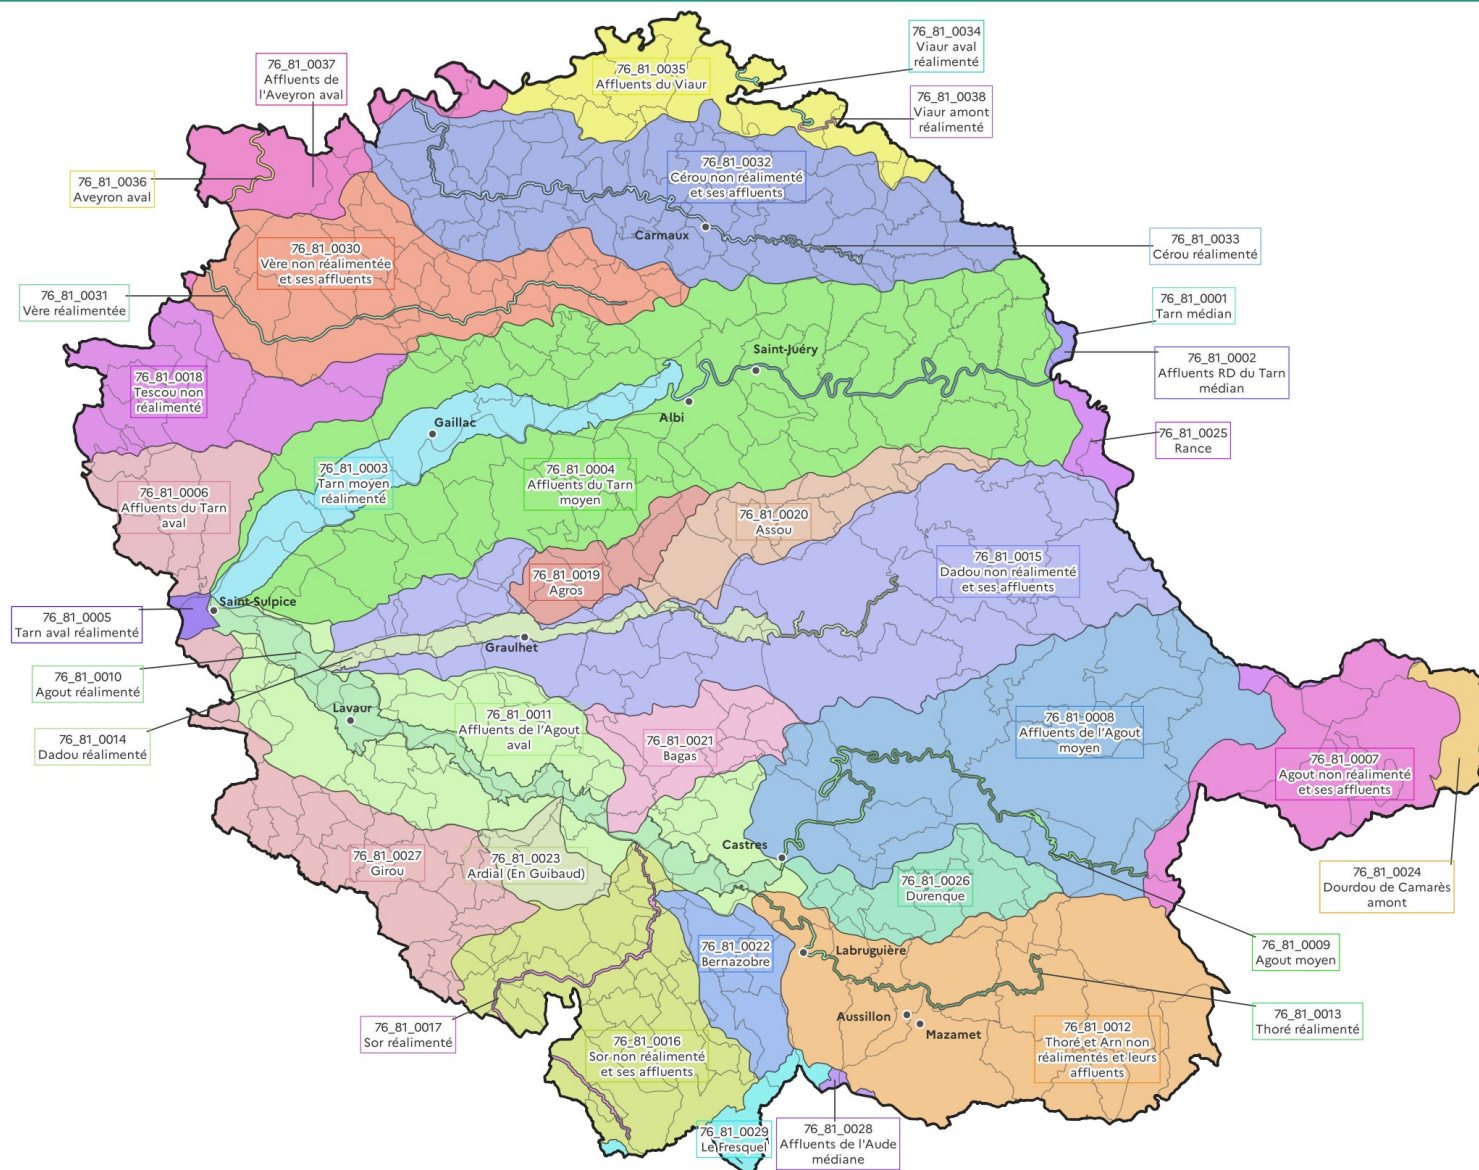 76_81_0034
Viaur aval
réalimenté
76_81_0037
Affluents de
l'Aveyron aval
76_81_0035
Affluents du Viaur
76_81_0038
Viaur amont
réalimenté
76_81_0036
Aveyron aval
76_81_0032
Cérou non réalimenté
et ses affluents
Carmaux
76_81_0033
Cérou réalimenté
76_81_0030
Vère non réalimentée
et ses affluents
76_81_0031
Vère réalimentée
76_81_0001
Tarn médian
76_81_0002
Affluents RD du Tarn
médian
Saint-Juéry
76_81_0018
Tescou non
réalimenté
Albi
Gaillac
76_81_0025
Rance
76_81_0003
Tarn moyen
réalimenté
76_81_0004
Affluents du Tarn
moyen
76_81_0006
Affluents du Tarn
aval
76_81_0020
Assou
76_81_0015
Dadou non réalimenté
et ses affluents
76_81_0019
Agros
Saint-Sulpice
76_81_0005
Tarn aval réalimenté
Graulhet
76_81_0010
Agout réalimenté
Lavaur
76_81_0011
Affluents de l'Agout
aval
76_81_0008
Affluents de l'Agout
moyen
76_81_0014
Dadou réalimenté
76_81_0021
Bagas
76_81_0007
Agout non réalimenté
et ses affluents
Castres
76_81_0027
Girou
76_81_0023
Ardial (En Guibaud)
76_81_0026
Durenque
76_81_0024
Dourdou de Camarès
amont
76_81_0022
Bernazobre
Labruguière
76_81_0009
Agout moyen
76_81_0017
Sor réalimenté
Aussillon
Mazamet
76_81_0013
Thoré réalimenté
76_81_0016
Sor non réalimenté
et ses affluents
76_81_0012
Thoré et Arn non
réalimentés et leurs
affluents
76_81_0029
Le Fresquel
76_81_0028
Affluents de l'Aude
médiane